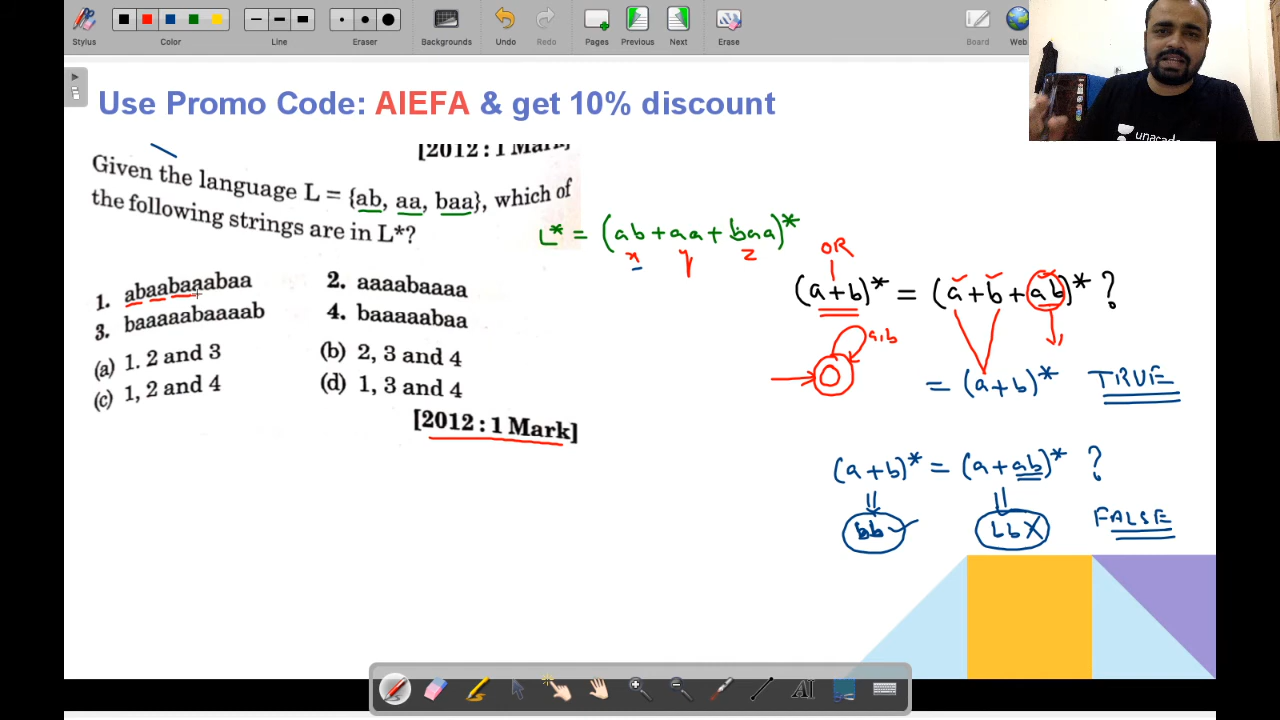 Stylus
Color
Line
Eraser
Backgrounds
Undo
Redo
Pages
Previous
Next
Erase
Board
Web
Use Promo Code: AIEFA & get 10% discount
[2012 : 1 Mark]
Given the language L = {ab, aa, baa}, which of
the following strings are in L*?
1. abaabaaabaa
2. aaaabaaaa
3. baaaaabaaaab
4. baaaaabaa
(a) 1. 2 and 3
(b) 2, 3 and 4
(c) 1, 2 and 4
(d) 1, 3 and 4
[2012 : 1 Mark]
L* = (ab + aa + baa)*
x y z
OR
(a + b)* = (a + b + ab)* ?
a,b
= (a + b)* TRUE
(a + b)* = (a + ab)* ?
bb
bb X
FALSE
AI